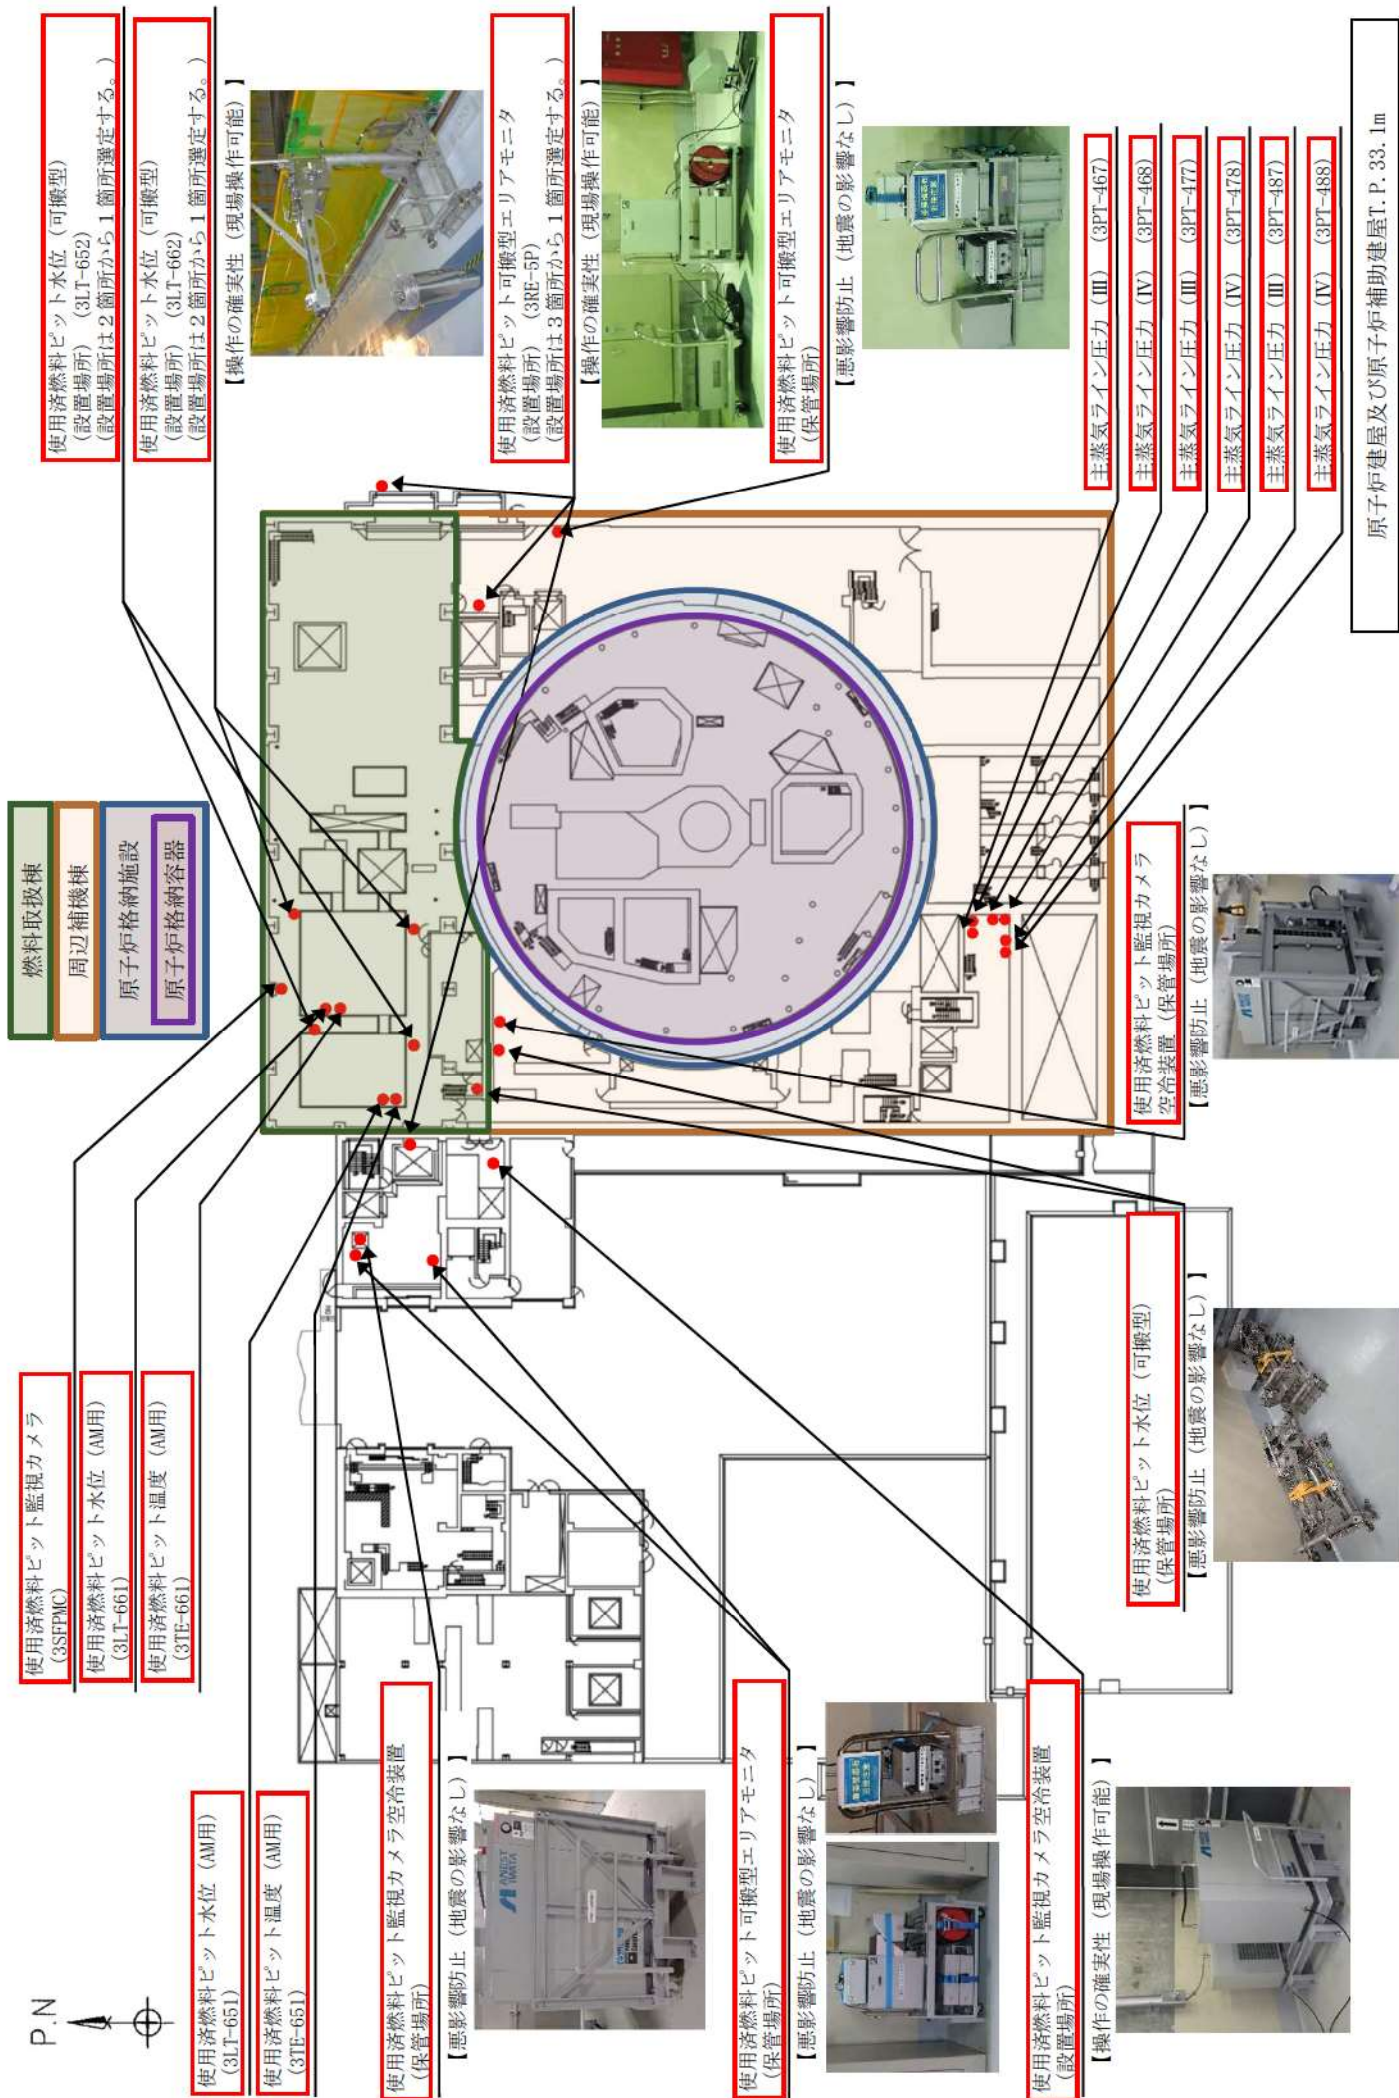 P.N
燃料取扱棟
周辺補機棟
原子炉格納施設
原子炉格納容器
使用済燃料ピット水位(AM用)
(3LT-651)
使用済燃料ピット温度(AM用)
(3TE-651)
使用済燃料ピット監視カメラ
(3SFPMC)
使用済燃料ピット水位(AM用)
(3LT-661)
使用済燃料ピット温度(AM用)
(3TE-661)
使用済燃料ピット水位(可搬型)
(設置場所) (3LT-652)
(設置場所は2箇所から1箇所選定する。)
使用済燃料ピット水位(可搬型)
(設置場所) (3LT-662)
(設置場所は2箇所から1箇所選定する。)
【操作の確実性(現場操作可能)】
使用済燃料ピット可搬型エリアモニタ
(設置場所) (3RE-5P)
(設置場所は3箇所から1箇所選定する。)
【操作の確実性(現場操作可能)】
使用済燃料ピット可搬型エリアモニタ
(保管場所)
【悪影響防止(地震の影響なし)】
主蒸気ライン圧力(Ⅲ) (3PT-467)
主蒸気ライン圧力(Ⅳ) (3PT-468)
主蒸気ライン圧力(Ⅲ) (3PT-477)
主蒸気ライン圧力(Ⅳ) (3PT-478)
主蒸気ライン圧力(Ⅲ) (3PT-487)
主蒸気ライン圧力(Ⅳ) (3PT-488)
使用済燃料ピット監視カメラ空冷装置
(保管場所)
【悪影響防止(地震の影響なし)】
ANEST
IWATA
使用済燃料ピット可搬型エリアモニタ
(保管場所)
【悪影響防止(地震の影響なし)】
使用済燃料ピット監視カメラ空冷装置
(設置場所)
【操作の確実性(現場操作可能)】
使用済燃料ピット水位(可搬型)
(保管場所)
【悪影響防止(地震の影響なし)】
使用済燃料ピット監視カメラ
空冷装置(保管場所)
【悪影響防止(地震の影響なし)】
原子炉建屋及び原子炉補助建屋T.P.33.1m